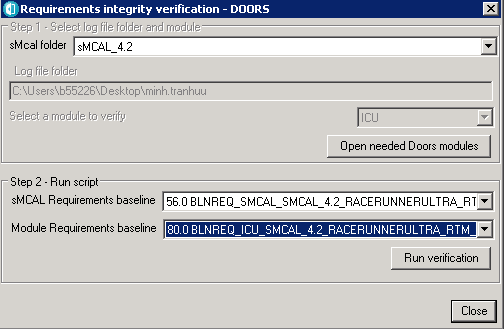 Requirements integrity verification - DOORS
Step 1 - Select log file folder and module
sMcal folder
sMCAL_4.2
Log file folder
C:\Users\b55226\Desktop\minh.tranhuu
Select a module to verify
ICU
Open needed Doors modules
Step 2 - Run script
sMCAL Requirements baseline
56.0 BLNREQ_SMCAL_SMCAL_4.2_RACERUNNERULTRA_RT
Module Requirements baseline
80.0 BLNREQ_ICU_SMCAL_4.2_RACERUNNERULTRA_RTM_
Run verification
Close